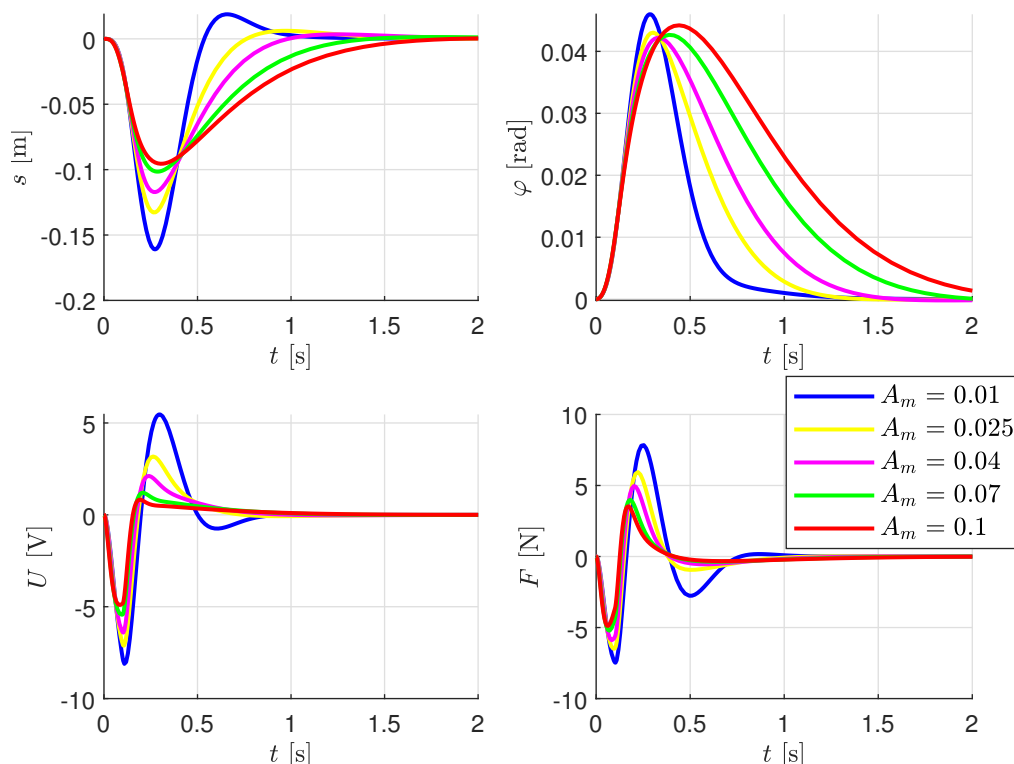 0
-0.05
-0.1
-0.15
-0.2
s [m]
0 0.5 1 1.5 2
t [s]
0.04
0.03
0.02
0.01
0
φ [rad]
0 0.5 1 1.5 2
t [s]
5
0
-5
-10
U [V]
0 0.5 1 1.5 2
t [s]
10
5
0
-5
-10
F [N]
0 0.5 1 1.5 2
t [s]
A_m = 0.01
A_m = 0.025
A_m = 0.04
A_m = 0.07
A_m = 0.1